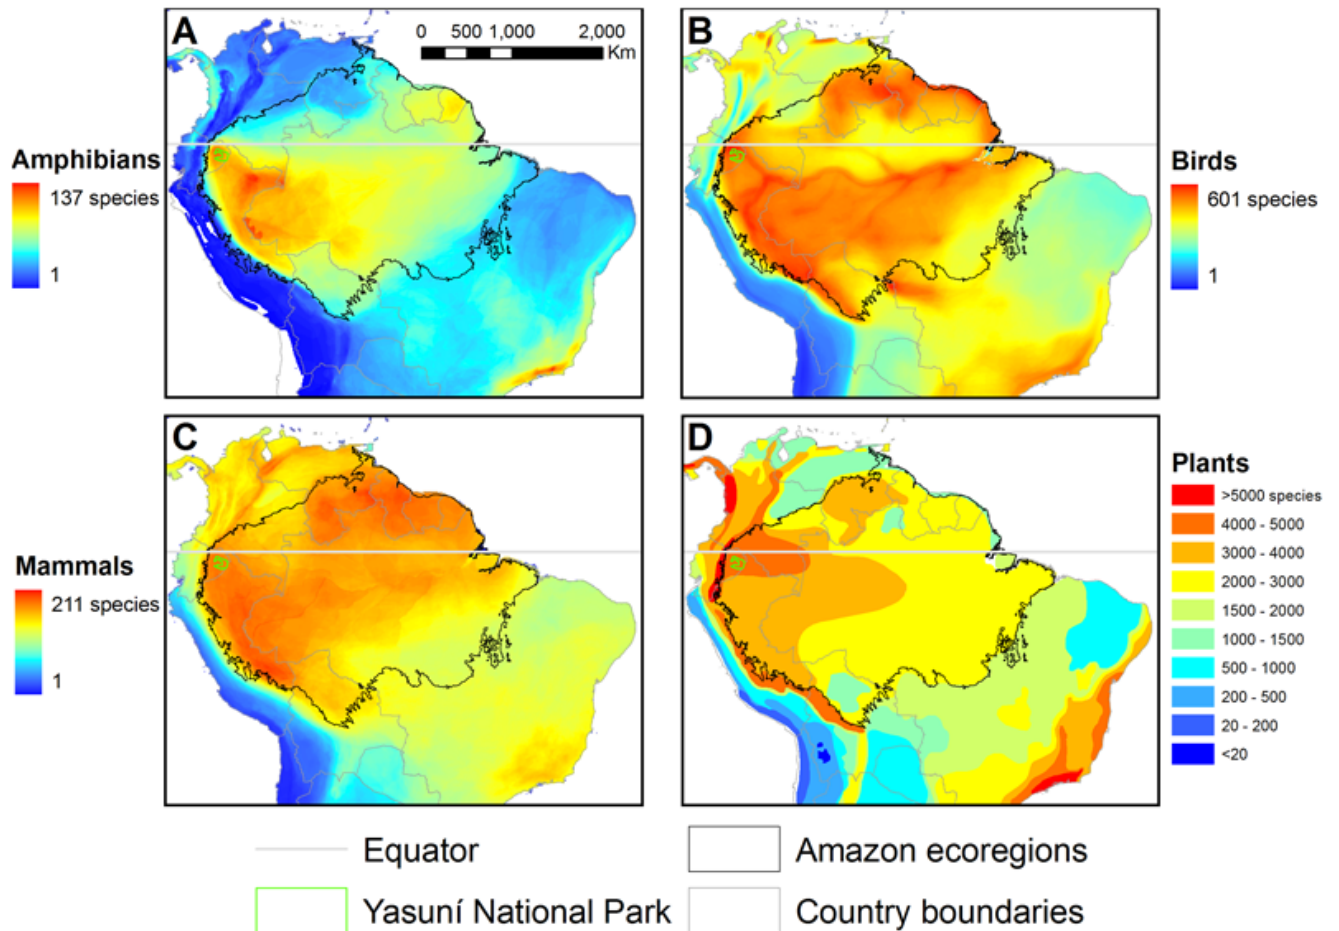 A
0 500 1,000 2,000
Km
B
Amphibians
137 species
1
Birds
601 species
1
C
D
Mammals
211 species
1
Plants
>5000 species
4000 - 5000
3000 - 4000
2000 - 3000
1500 - 2000
1000 - 1500
500 - 1000
200 - 500
20 - 200
<20
Equator
Amazon ecoregions
Yasuní National Park
Country boundaries